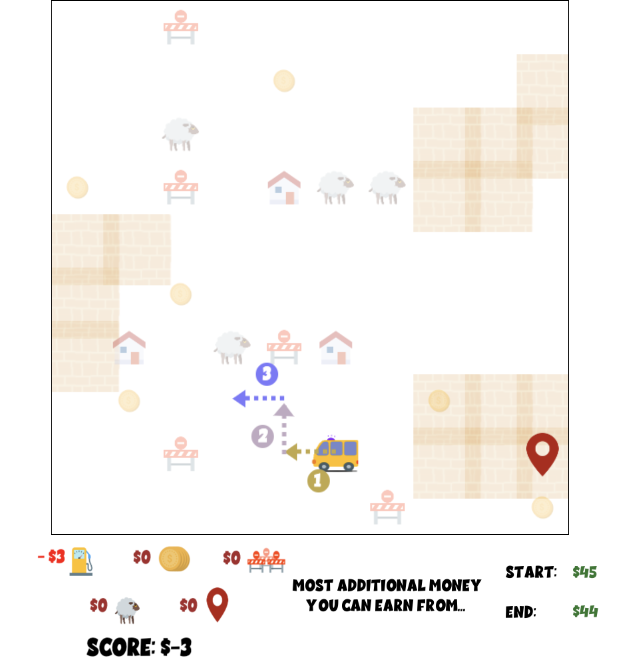 3
2
1
- $3
$0
$0
$0
$0
MOST ADDITIONAL MONEY
YOU CAN EARN FROM...
START: $45
END: $44
SCORE: $-3